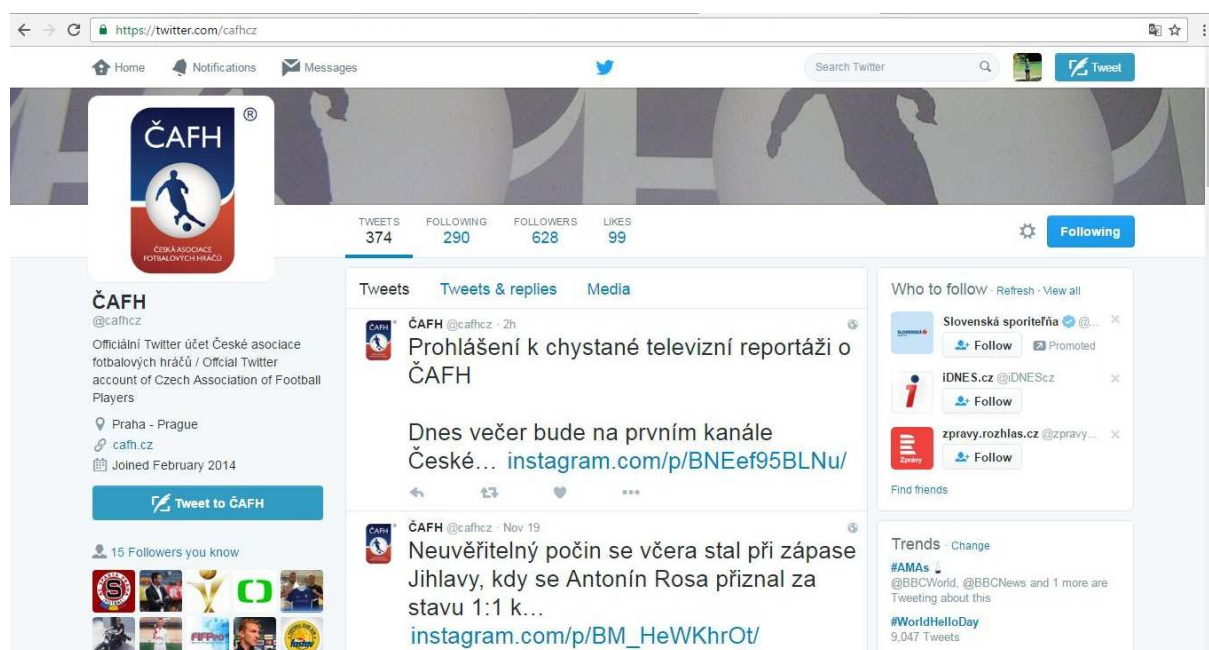 https://twitter.com/cafhcz
Home Notifications Messages
Search Twitter
Tweet
ČAFH ®
ČESKÁ ASOCIACE
FOTBALOVÝCH HRÁČŮ
TWEETS FOLLOWING FOLLOWERS LIKES
374 290 628 99
Following
ČAFH
@cafhcz
Officiální Twitter účet České asociace
fotbalových hráčů / Offcial Twitter
account of Czech Association of Football
Players
Praha - Prague
cafh.cz
Joined February 2014
Tweet to ČAFH
15 Followers you know
FIFPro
fastav
Tweets Tweets & replies Media
ČAFH @cafhcz · 2h
Prohlášení k chystané televizní reportáži o
ČAFH
Dnes večer bude na prvním kanále
České… instagram.com/p/BNEef95BLNu/
ČAFH @cafhcz · Nov 19
Neuvěřitelný počin se včera stal při zápase
Jihlavy, kdy se Antonín Rosa přiznal za
stavu 1:1 k…
instagram.com/p/BM_HeWKhrOt/
Who to follow · Refresh · View all
Slovenská sporiteľňa @...
Follow Promoted
iDNES.cz @iDNEScz
Follow
zpravy.rozhlas.cz @zpravy...
Zprávy
Follow
Find friends
Trends · Change
#AMAs
@BBCWorld, @BBCNews and 1 more are
Tweeting about this
#WorldHelloDay
9,047 Tweets